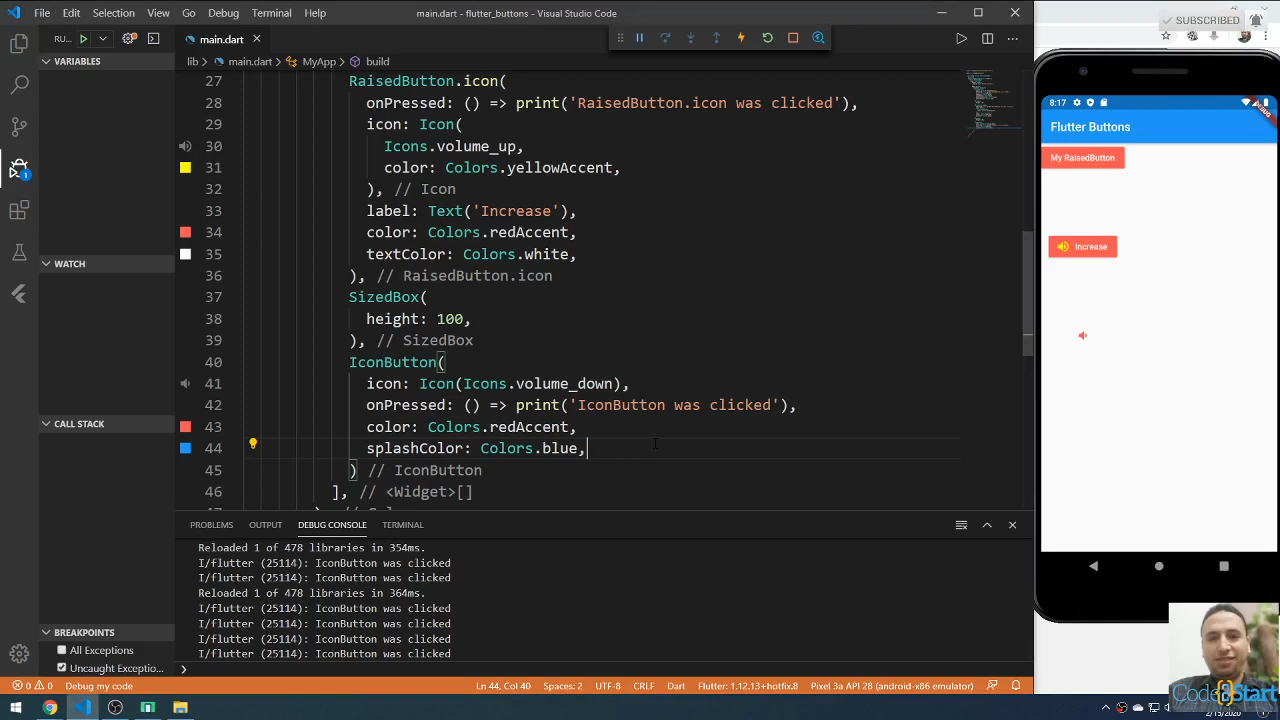 File Edit Selection View Go Debug Terminal Help
main.dart - flutter_buttons - Visual Studio Code
SUBSCRIBED
RU...
main.dart
VARIABLES
lib > main.dart > MyApp > build
27 RaisedButton.icon(
28 onPressed: () => print('RaisedButton.icon was clicked'),
29 icon: Icon(
30 Icons.volume_up,
31 color: Colors.yellowAccent,
32 ), // Icon
33 label: Text('Increase'),
34 color: Colors.redAccent,
35 textColor: Colors.white,
36 ), // RaisedButton.icon
37 SizedBox(
38 height: 100,
39 ), // SizedBox
40 IconButton(
41 icon: Icon(Icons.volume_down),
42 onPressed: () => print('IconButton was clicked'),
43 color: Colors.redAccent,
44 splashColor: Colors.blue,
45 ) // IconButton
46 ], // <Widget>[]
47
WATCH
CALL STACK
BREAKPOINTS
All Exceptions
Uncaught Exceptio...
1
PROBLEMS OUTPUT DEBUG CONSOLE TERMINAL
Reloaded 1 of 478 libraries in 354ms.
I/flutter (25114): IconButton was clicked
I/flutter (25114): IconButton was clicked
Reloaded 1 of 478 libraries in 364ms.
I/flutter (25114): IconButton was clicked
I/flutter (25114): IconButton was clicked
I/flutter (25114): IconButton was clicked
I/flutter (25114): IconButton was clicked
0 0 Debug my code
Ln 44, Col 40 Spaces: 2 UTF-8 CRLF Dart Flutter: 1.12.13+hotfix.8 Pixel 3a API 28 (android-x86 emulator)
8:17
DEBUG
Flutter Buttons
My RaisedButton
Increase
Code{}Start
2/15/2020